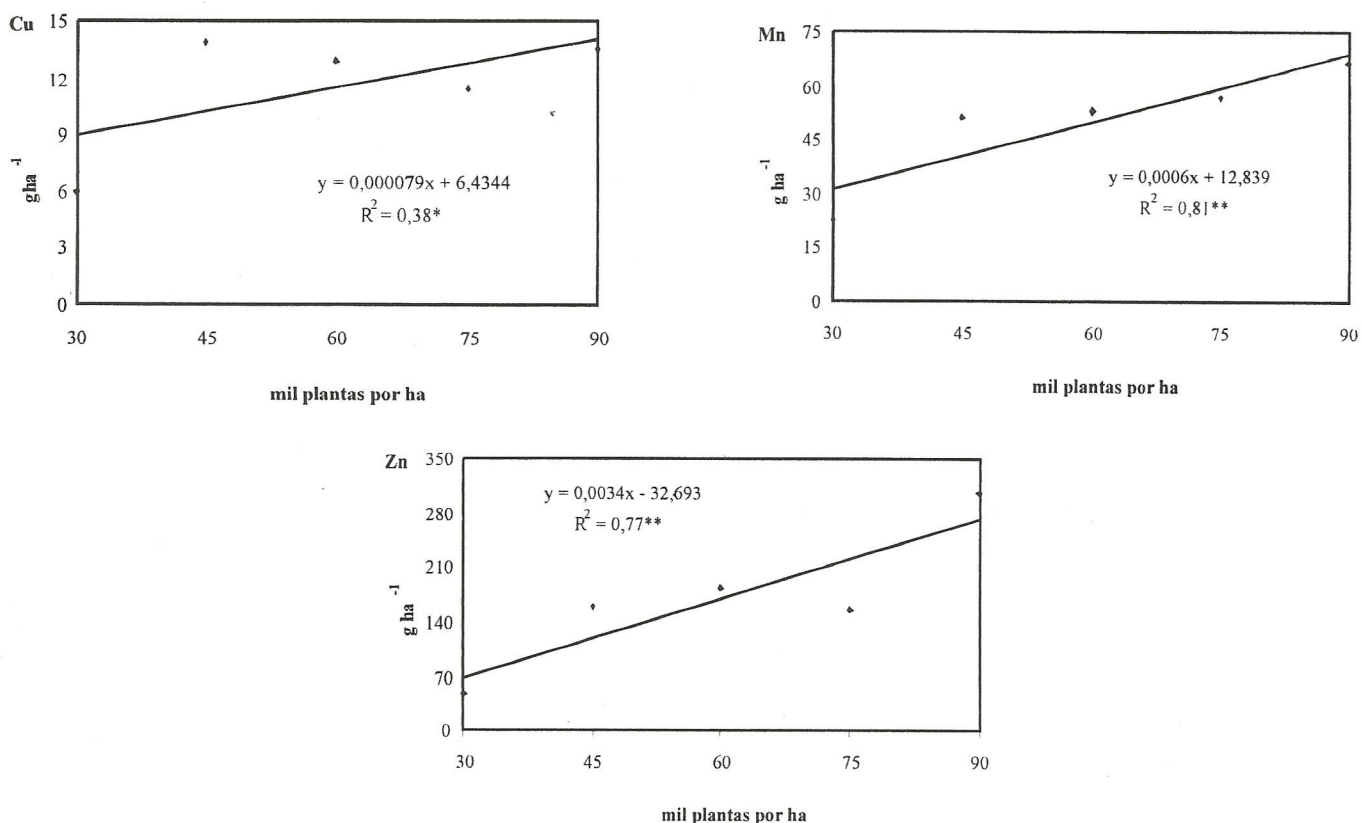 Cu
15
12
9
6
3
0
g ha⁻¹
y = 0,000079x + 6,4344
R² = 0,38*
30 45 60 75 90
mil plantas por ha
Mn
75
60
45
30
15
0
g ha⁻¹
y = 0,0006x + 12,839
R² = 0,81**
30 45 60 75 90
mil plantas por ha
Zn
350
280
210
140
70
0
g ha⁻¹
y = 0,0034x - 32,693
R² = 0,77**
30 45 60 75 90
mil plantas por ha